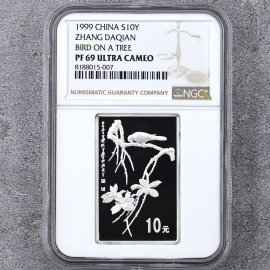 1999 CHINA S10Y
ZHANG DAQIAN
BIRD ON A TREE
PF 69 ULTRA CAMEO
8188015-007
NUMISMATIC GUARANTY COMPANY
NGC
10元